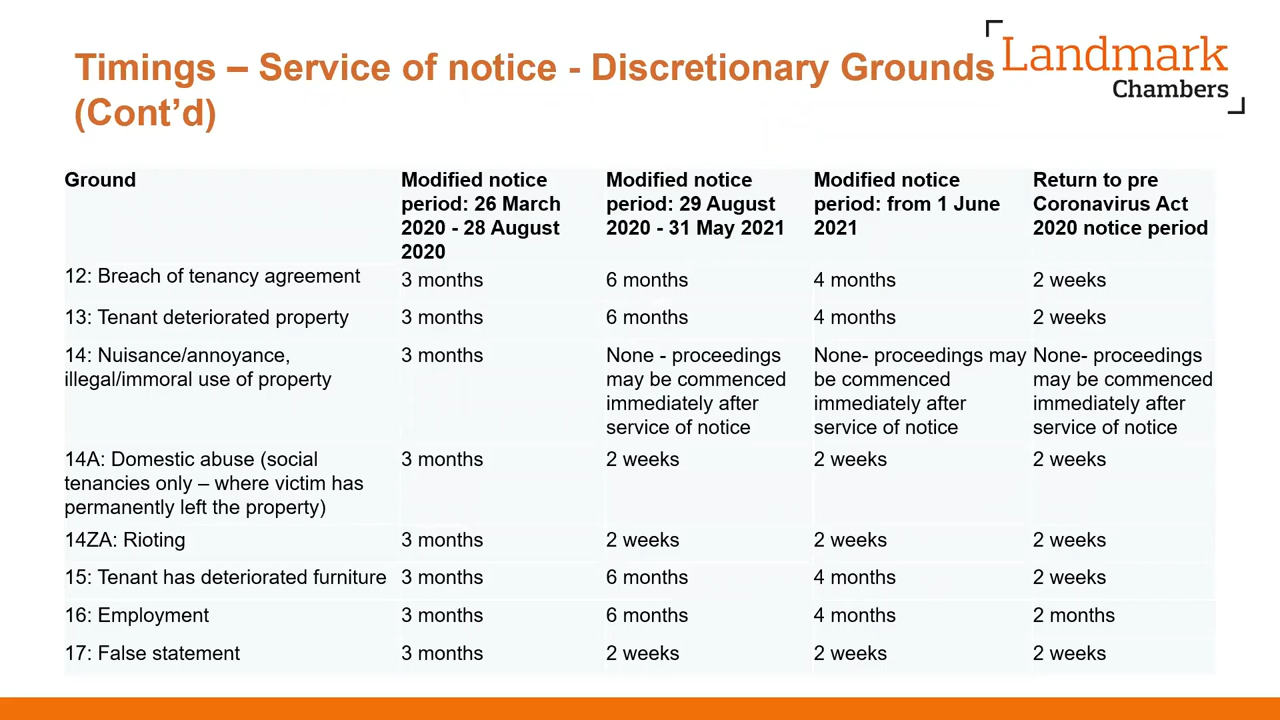 Timings – Service of notice - Discretionary Grounds
(Cont’d)
Landmark
Chambers
Ground
Modified notice
period: 26 March
2020 - 28 August
2020
Modified notice
period: 29 August
2020 - 31 May 2021
Modified notice
period: from 1 June
2021
Return to pre
Coronavirus Act
2020 notice period
12: Breach of tenancy agreement
3 months
6 months
4 months
2 weeks
13: Tenant deteriorated property
3 months
6 months
4 months
2 weeks
14: Nuisance/annoyance,
illegal/immoral use of property
3 months
None - proceedings
may be commenced
immediately after
service of notice
None- proceedings may
be commenced
immediately after
service of notice
None- proceedings
may be commenced
immediately after
service of notice
14A: Domestic abuse (social
tenancies only – where victim has
permanently left the property)
3 months
2 weeks
2 weeks
2 weeks
14ZA: Rioting
3 months
2 weeks
2 weeks
2 weeks
15: Tenant has deteriorated furniture
3 months
6 months
4 months
2 weeks
16: Employment
3 months
6 months
4 months
2 months
17: False statement
3 months
2 weeks
2 weeks
2 weeks